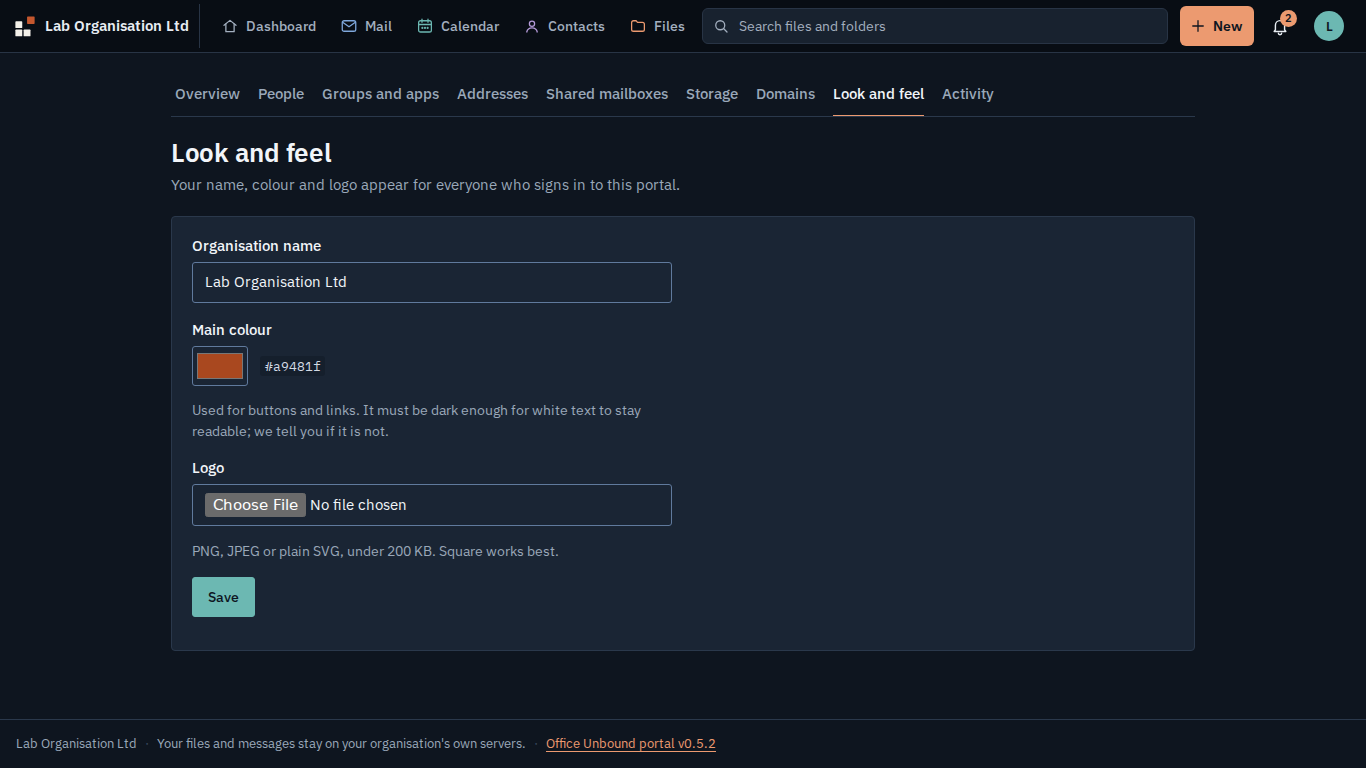 Lab Organisation Ltd
Dashboard
Mail
Calendar
Contacts
Files
Search files and folders
New
2
L
Overview
People
Groups and apps
Addresses
Shared mailboxes
Storage
Domains
Look and feel
Activity
Look and feel
Your name, colour and logo appear for everyone who signs in to this portal.
Organisation name
Lab Organisation Ltd
Main colour
#a9481f
Used for buttons and links. It must be dark enough for white text to stay
readable; we tell you if it is not.
Logo
Choose File No file chosen
PNG, JPEG or plain SVG, under 200 KB. Square works best.
Save
Lab Organisation Ltd · Your files and messages stay on your organisation's own servers. · Office Unbound portal v0.5.2